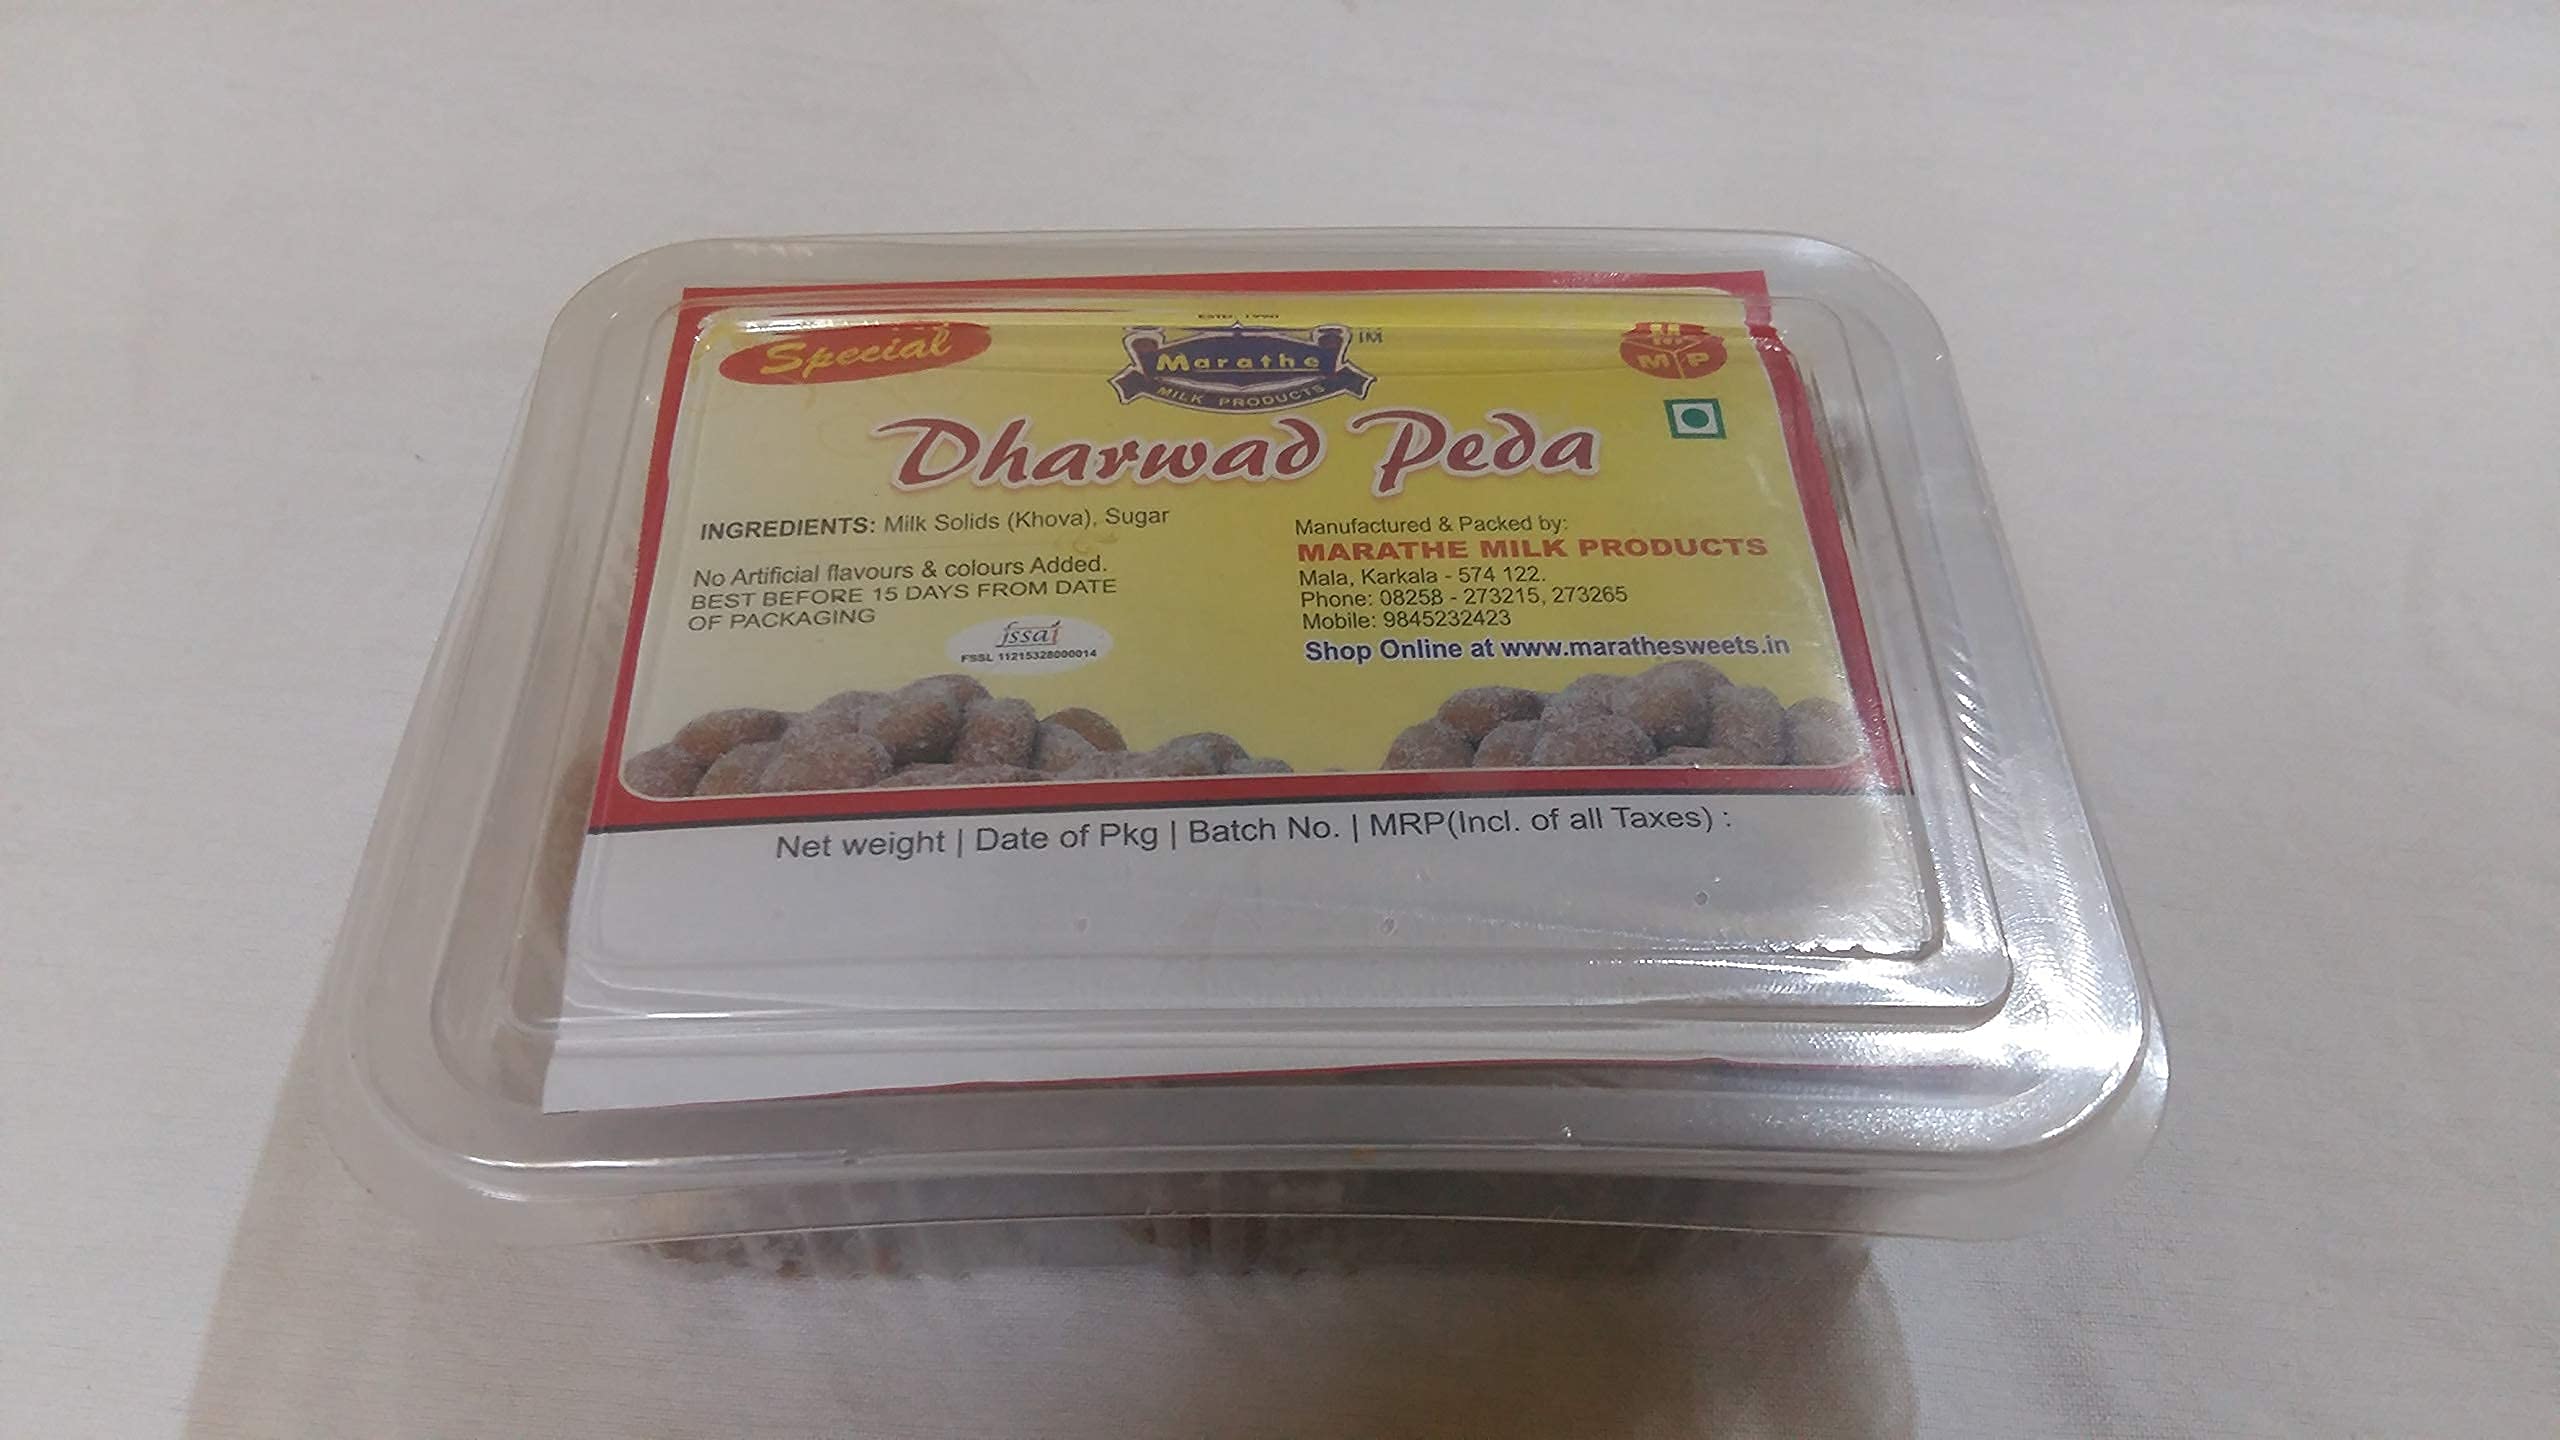 Special
Marathe
TM
MILK PRODUCTS
M P
Dharwad Peda
INGREDIENTS: Milk Solids (Khova), Sugar
No Artificial flavours & colours Added.
BEST BEFORE 15 DAYS FROM DATE
OF PACKAGING
fssai
FSSL 11215328000014
Manufactured & Packed by:
MARATHE MILK PRODUCTS
Mala, Karkala - 574 122.
Phone: 08258 - 273215, 273265
Mobile: 9845232423
Shop Online at www.marathesweets.in
Net weight | Date of Pkg | Batch No. | MRP(Incl. of all Taxes) :